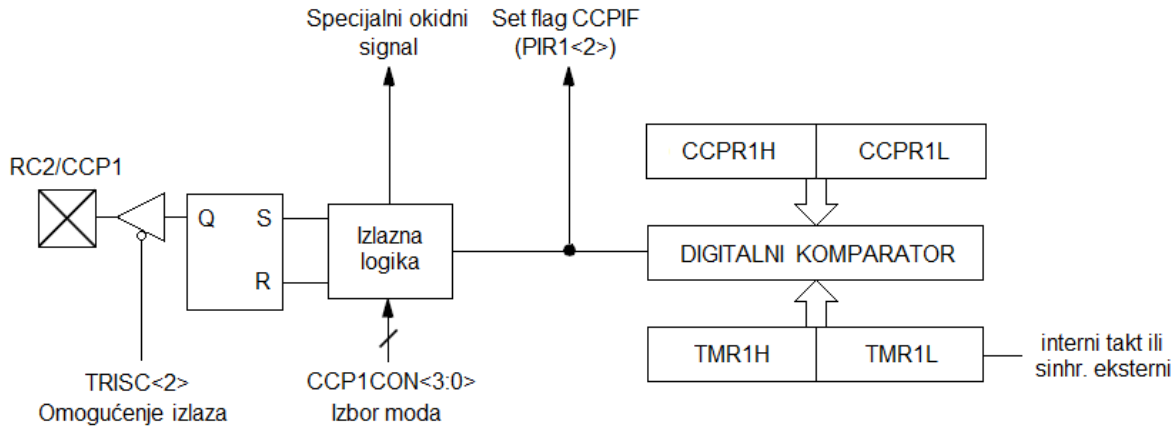 Specijalni okidni
signal
Set flag CCPIF
(PIR1<2>)
RC2/CCP1
CCPR1H
CCPR1L
Q
S
R
Izlazna
logika
DIGITALNI KOMPARATOR
TMR1H
TMR1L
interni takt ili
sinhr. eksterni
TRISC<2>
Omogućenje izlaza
CCP1CON<3:0>
Izbor moda